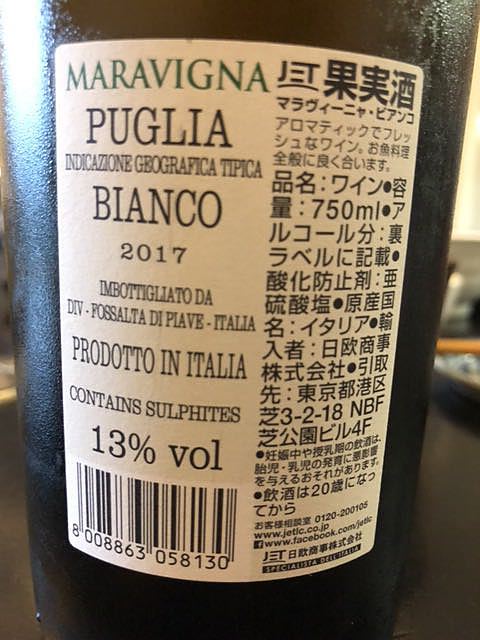 MARAVIGNA
PUGLIA
INDICAZIONE GEOGRAFICA TIPICA
BIANCO
2017
IMBOTTIGLIATO DA
DIV - FOSSALTA DI PIAVE - ITALIA
PRODOTTO IN ITALIA
CONTAINS SULPHITES
13% vol
8 008863 058130
JET 果実酒
マラヴィーニャ・ビアンコ
アロマティックでフレッ
シュなワイン。お魚料理
全般に良く合います。
品名:ワイン●容
量:750ml●ア
ルコール分:裏
ラベルに記載●
酸化防止剤:亜
硫酸塩●原産国
名:イタリア●輸
入者:日欧商事
株式会社●引取
先:東京都港区
芝3-2-18 NBF
芝公園ビル4F
●妊娠中や授乳期の飲酒は、
胎児・乳児の発育に悪影響
を与えるおそれがあります。
●飲酒は20歳になっ
てから
お客様相談室 0120-200105
www.jetlc.co.jp
www.facebook.com/jetlc
JET 日欧商事株式会社
SPECIALISTA DELL'ITALIA